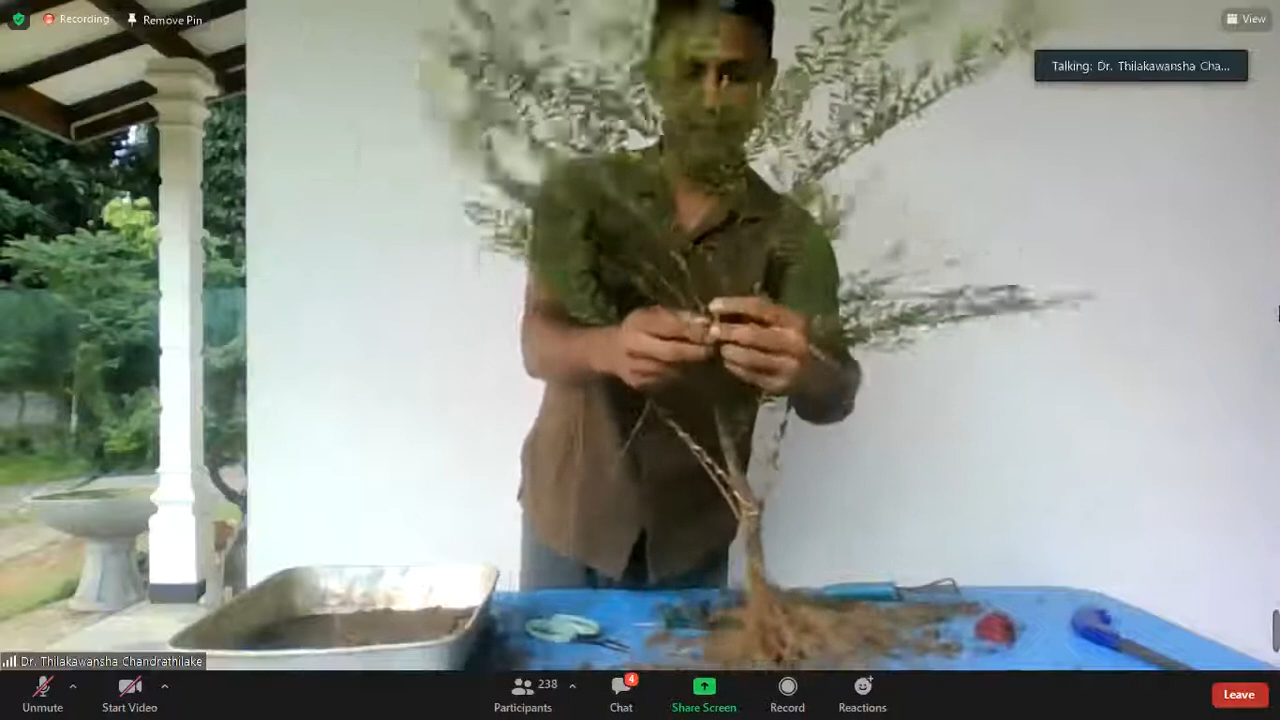 Recording
Remove Pin
View
Talking: Dr. Thilakawansha Cha...
Dr. Thilakawansha Chandrathilake
Unmute
Start Video
238
Participants
4
Chat
Share Screen
Record
Reactions
Leave